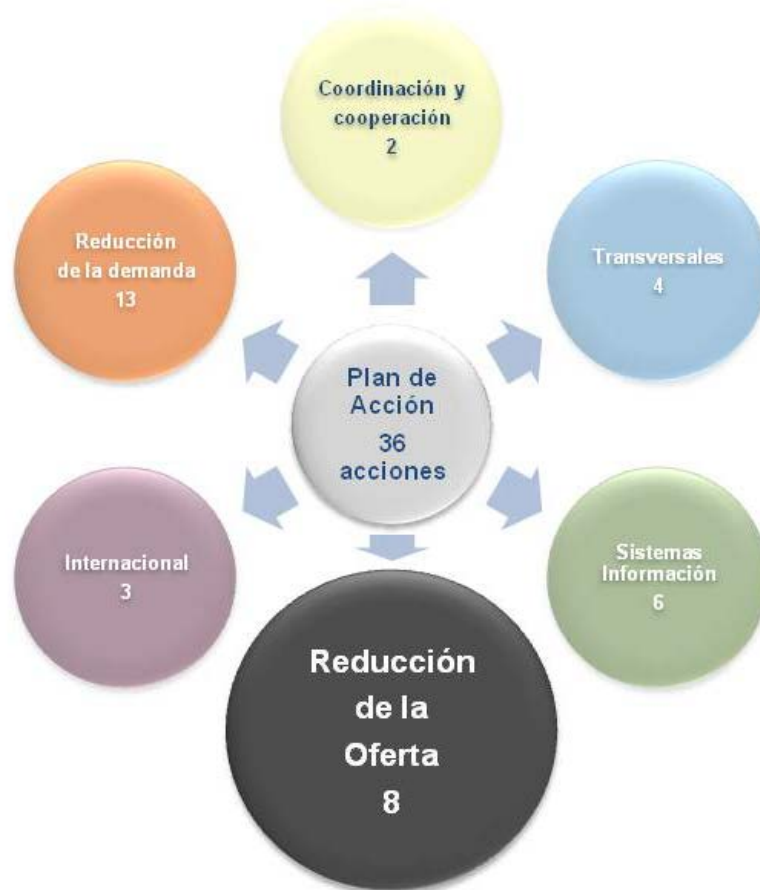 Coordinación y
cooperación
2
Reducción
de la demanda
13
Transversales
4
Plan de
Acción
36
acciones
Internacional
3
Sistemas
Información
6
Reducción
de la
Oferta
8